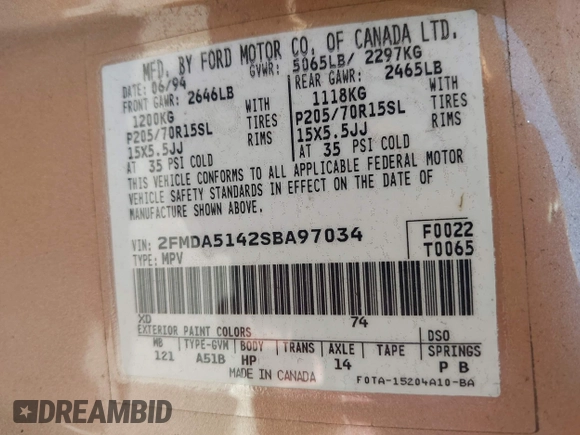 MFD. BY FORD MOTOR CO. OF CANADA LTD.
DATE: 06/94 GVWR: 5065LB/ 2297KG
FRONT GAWR: 2646LB REAR GAWR: 2465LB
1200KG WITH 1118KG WITH
P205/70R15SL TIRES P205/70R15SL TIRES
15X5.5JJ RIMS 15X5.5JJ RIMS
AT 35 PSI COLD AT 35 PSI COLD
THIS VEHICLE CONFORMS TO ALL APPLICABLE FEDERAL MOTOR
VEHICLE SAFETY STANDARDS IN EFFECT ON THE DATE OF
MANUFACTURE SHOWN ABOVE.
VIN: 2FMDA5142SBA97034 F0022
TYPE: MPV T0065
XD 74
EXTERIOR PAINT COLORS DSO
WB TYPE-GVM BODY TRANS AXLE TAPE SPRINGS
121 A51B HP 14 P B
MADE IN CANADA F0TA-15204A10-BA
DREAMBID